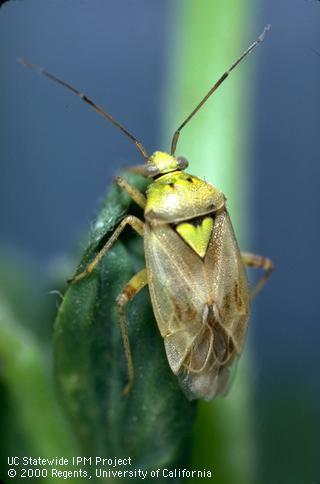 UC Statewide IPM Project
© 2000 Regents, University of California